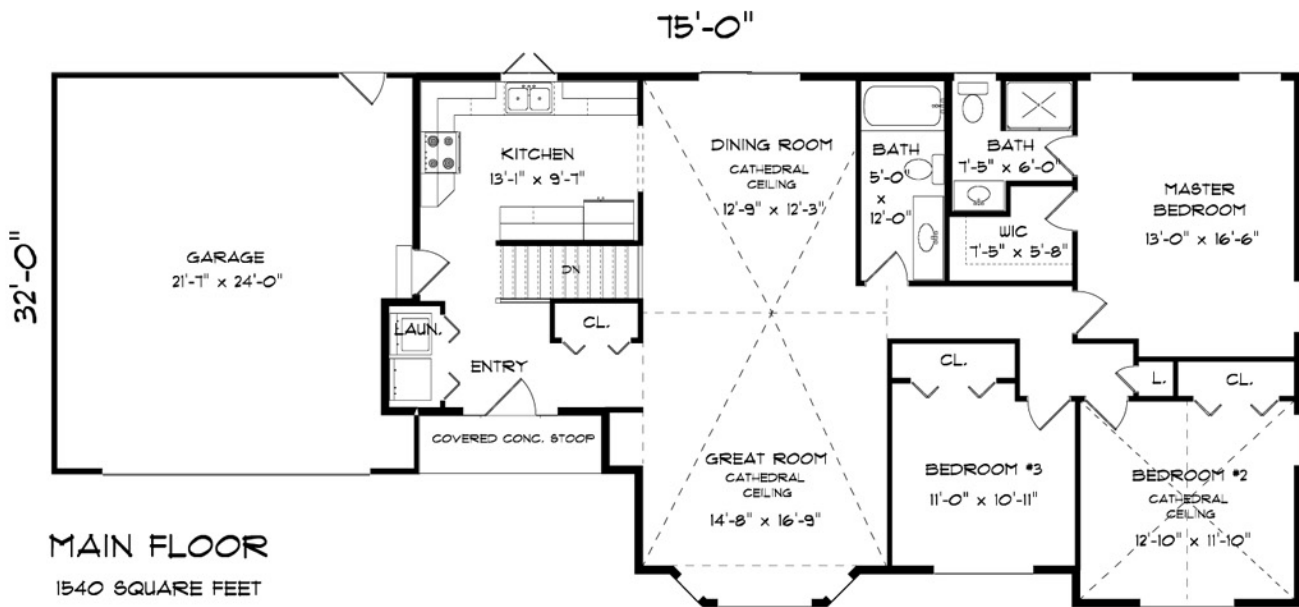 75'-0"
32'-0"
GARAGE
21'-7" x 24'-0"
KITCHEN
13'-1" x 9'-7"
DN
LAUN.
CL.
ENTRY
COVERED CONC. STOOP
DINING ROOM
CATHEDRAL
CEILING
12'-9" x 12'-3"
GREAT ROOM
CATHEDRAL
CEILING
14'-8" x 16'-9"
BATH
5'-0"
x
12'-0"
BATH
7'-5" x 6'-0"
WIC
7'-5" x 5'-8"
MASTER
BEDROOM
13'-0" x 16'-6"
CL.
BEDROOM #3
11'-0" x 10'-11"
L.
CL.
BEDROOM #2
CATHEDRAL
CEILING
12'-10" x 11'-10"
MAIN FLOOR
1540 SQUARE FEET